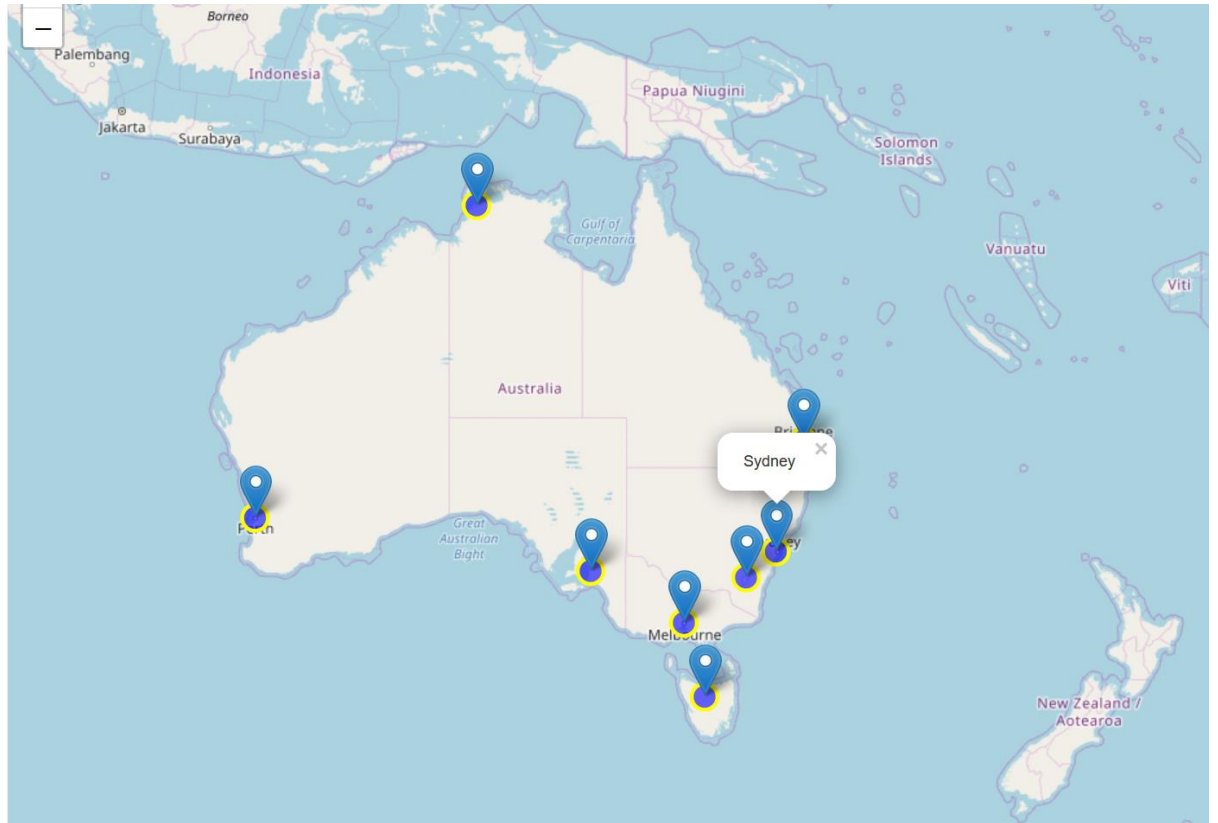 Borneo
Palembang
Indonesia
Papua Niugini
Jakarta
Surabaya
Solomon
Islands
Gulf of
Carpentaria
Vanuatu
Viti
Australia
Sydney
×
Great
Australian
Bight
Melbourne
New Zealand /
Aotearoa